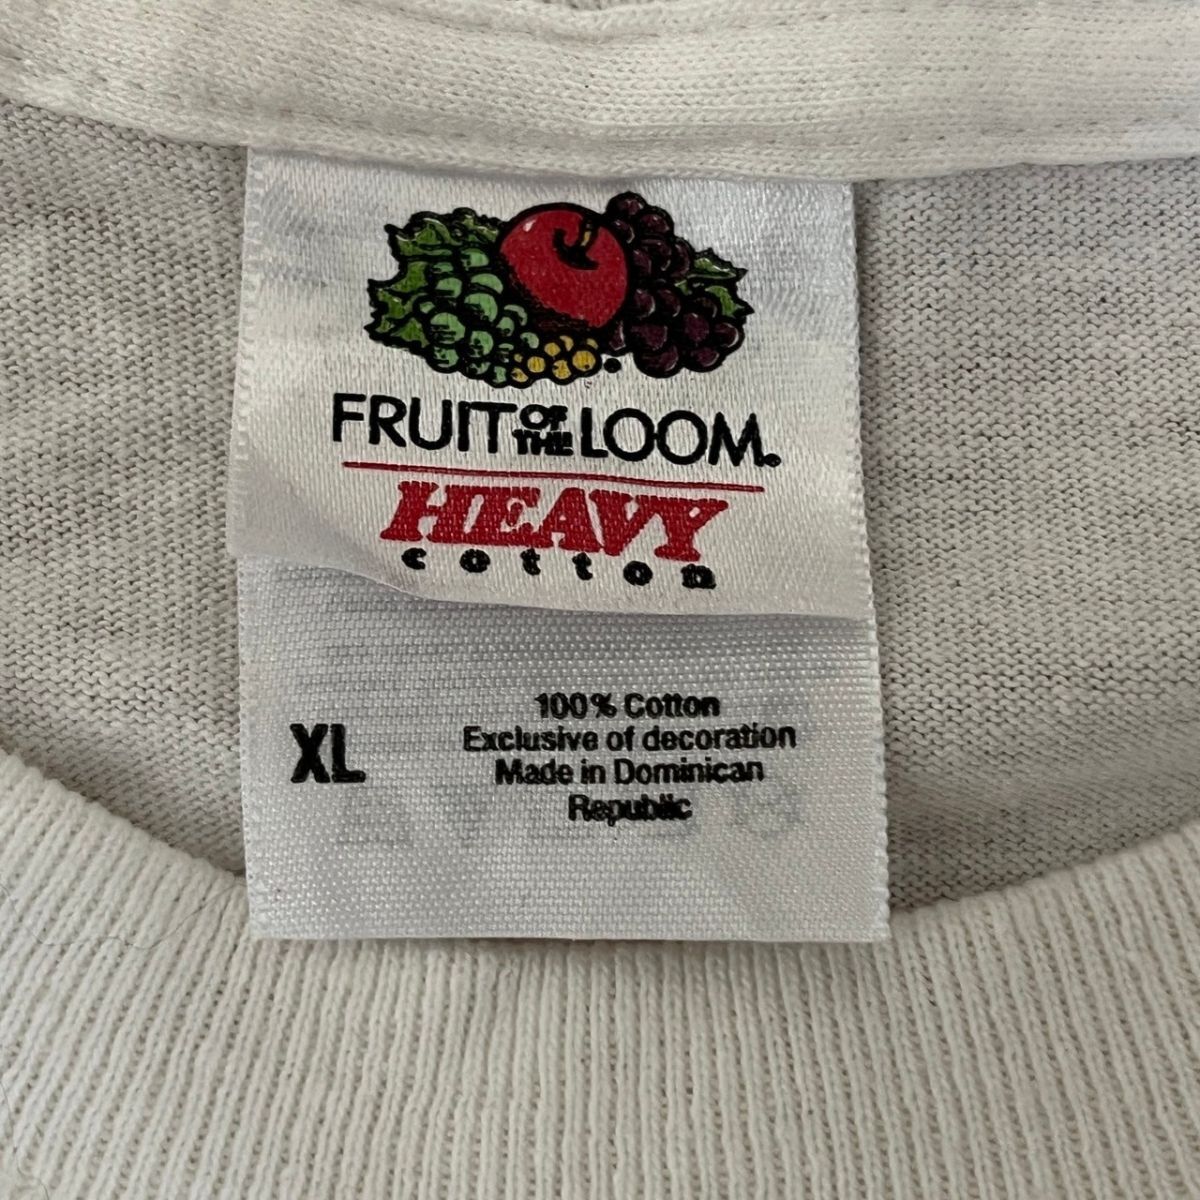 FRUIT OF THE LOOM.
HEAVY
cotton
XL
100% Cotton
Exclusive of decoration
Made in Dominican
Republic